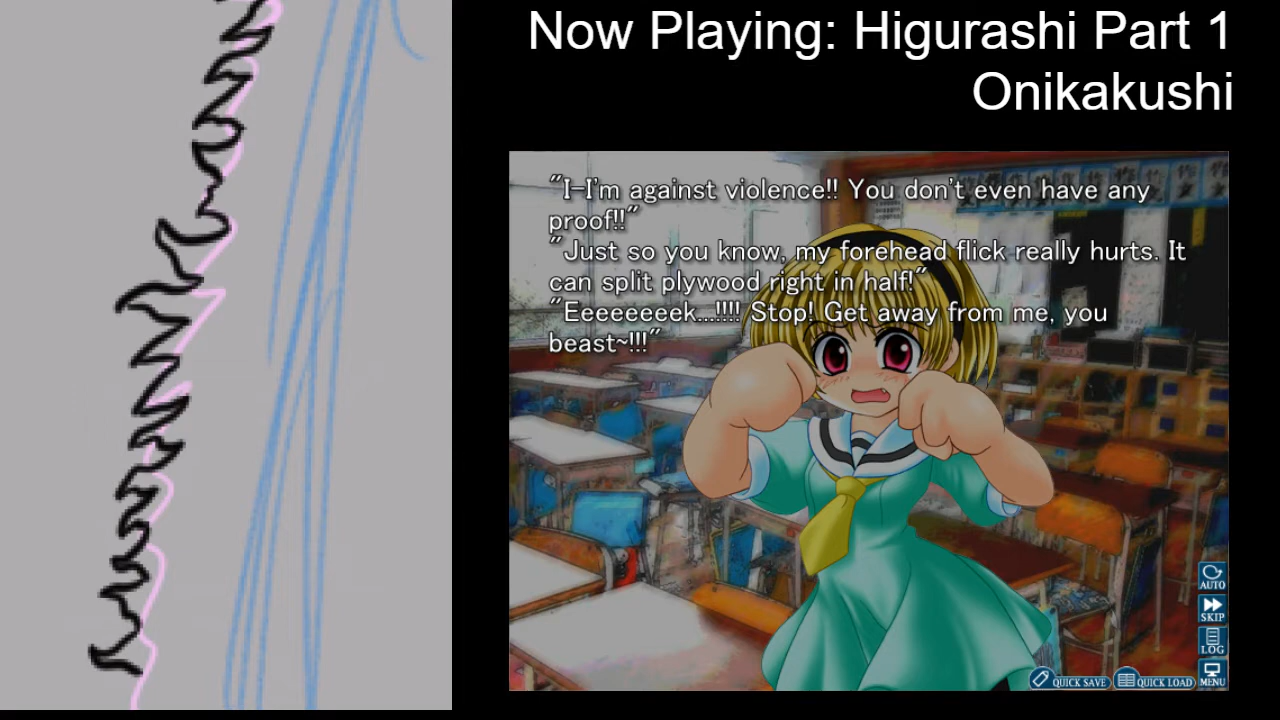 Now Playing: Higurashi Part 1
Onikakushi
"I-I'm against violence!! You don't even have any
proof!!"
"Just so you know, my forehead flick really hurts. It
can split plywood right in half!"
"Eeeeeeeek...!!!! Stop! Get away from me, you
beast~!!!"
AUTO
SKIP
LOG
MENU
QUICK SAVE
QUICK LOAD